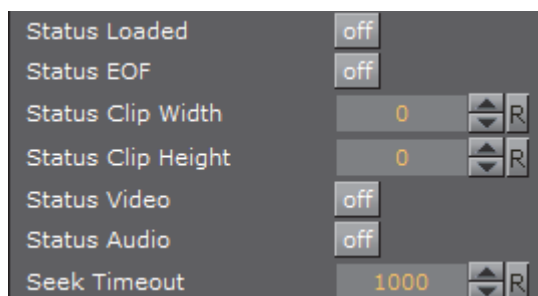 Status Loaded off
Status EOF off
Status Clip Width 0 R
Status Clip Height 0 R
Status Video off
Status Audio off
Seek Timeout 1000 R